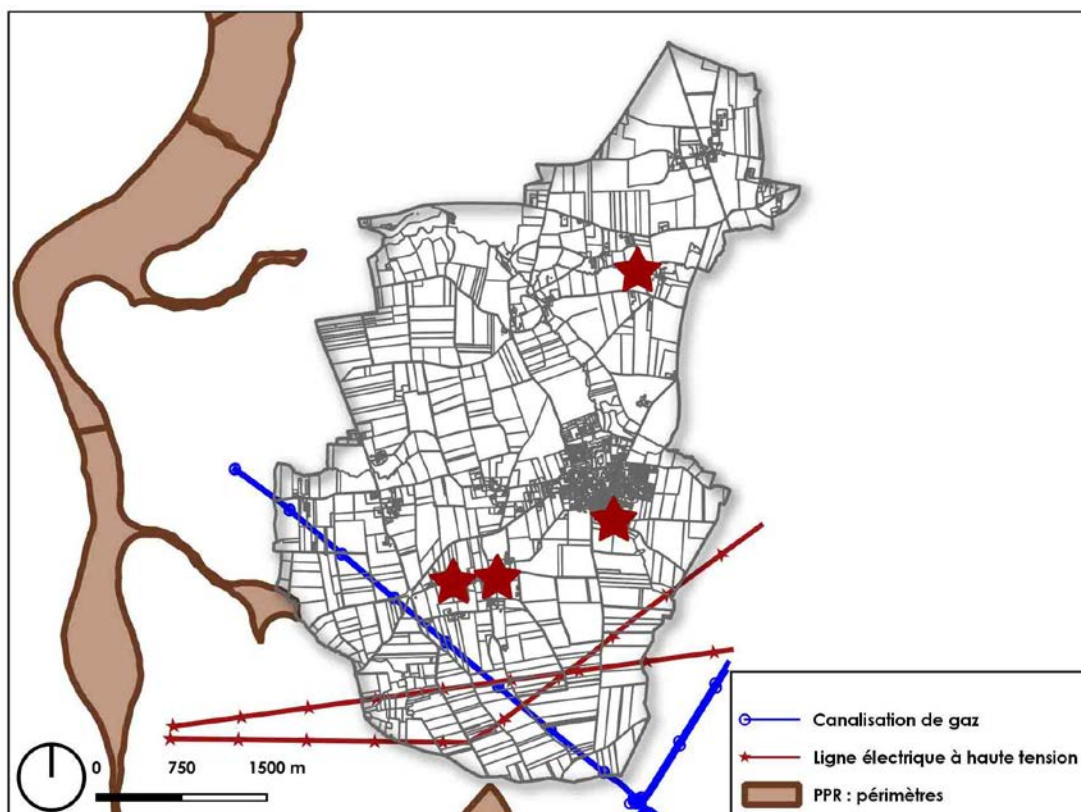 Canalisation de gaz
Ligne électrique à haute tension
PPR : périmètres
0 750 1500 m